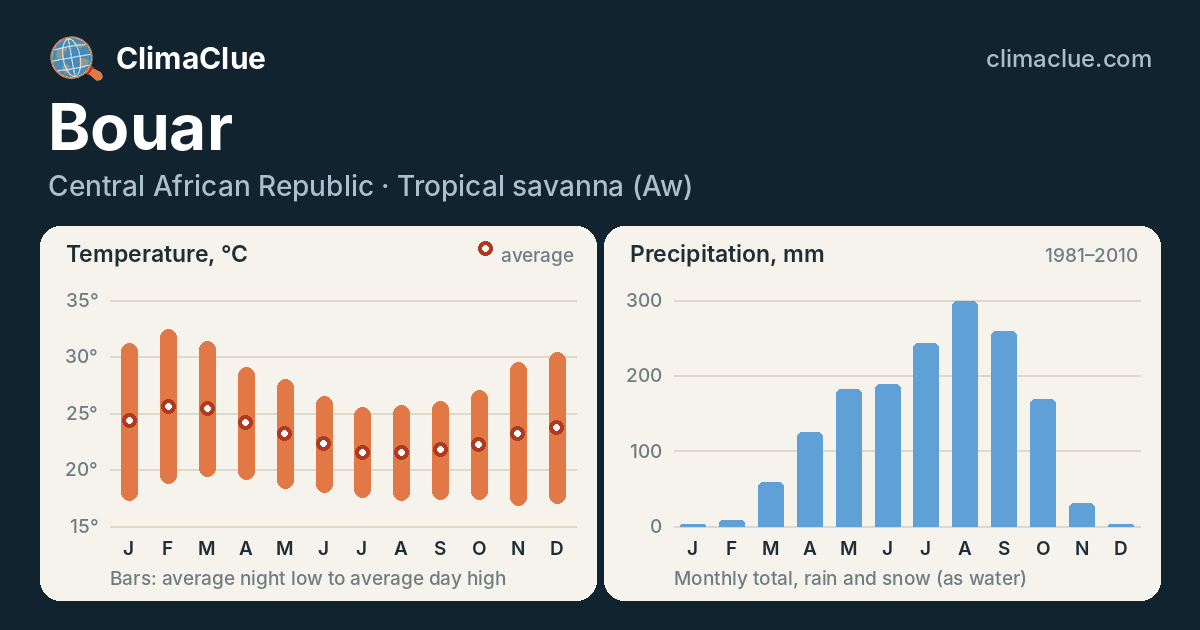 ClimaClue
climaclue.com
Bouar
Central African Republic · Tropical savanna (Aw)
Temperature, °C
average
35°
30°
25°
20°
15°
J F M A M J J A S O N D
Bars: average night low to average day high
Precipitation, mm
1981–2010
300
200
100
0
J F M A M J J A S O N D
Monthly total, rain and snow (as water)